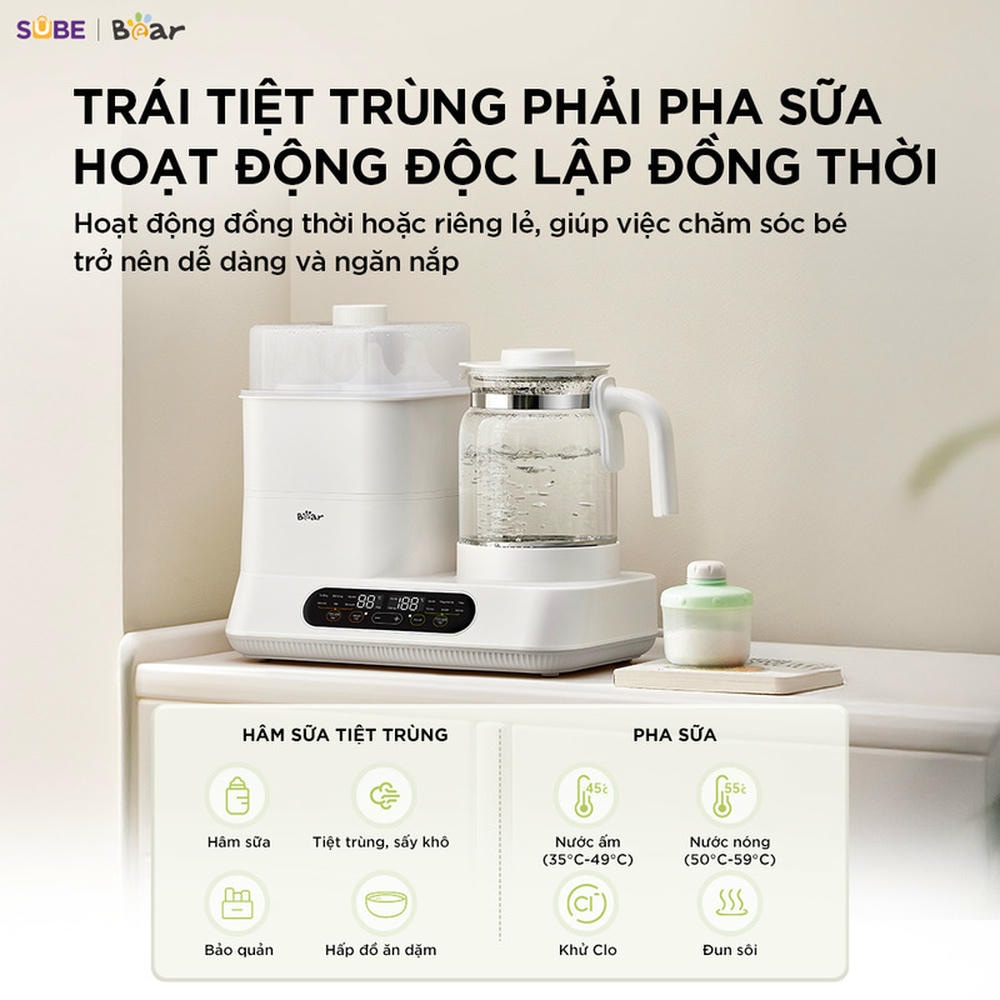 SUBE | Bear
TRÁI TIỆT TRÙNG PHẢI PHA SỮA
HOẠT ĐỘNG ĐỘC LẬP ĐỒNG THỜI
Hoạt động đồng thời hoặc riêng lẻ, giúp việc chăm sóc bé
trở nên dễ dàng và ngăn nắp
Bear
88 188
HÂM SỮA TIỆT TRÙNG
Hâm sữa
Tiệt trùng, sấy khô
Bảo quản
Hấp đồ ăn dặm
PHA SỮA
45°c
Nước ấm
(35°C-49°C)
55°c
Nước nóng
(50°C-59°C)
Cl-
Khử Clo
Đun sôi